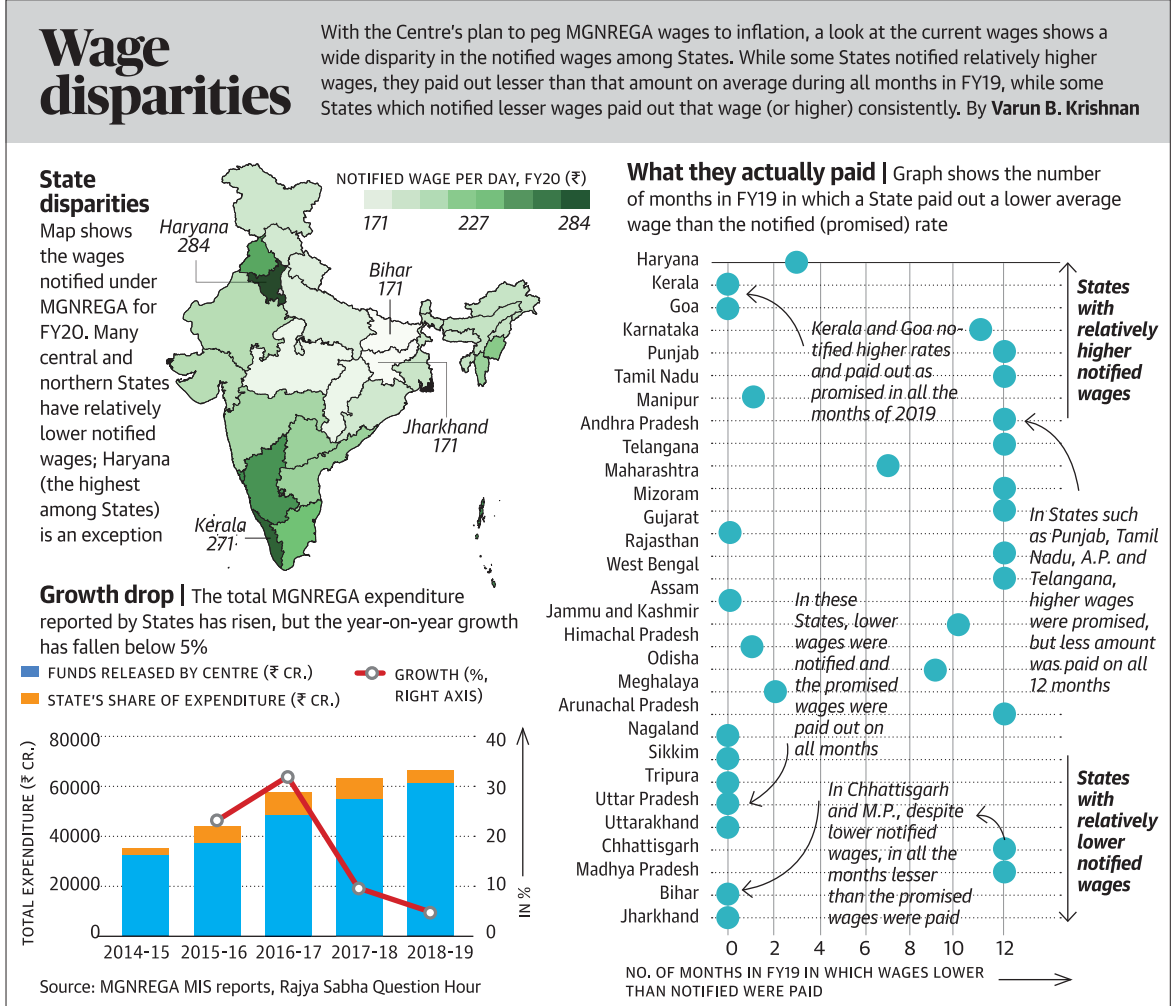 Wage
disparities
With the Centre's plan to peg MGNREGA wages to inflation, a look at the current wages shows a
wide disparity in the notified wages among States. While some States notified relatively higher
wages, they paid out lesser than that amount on average during all months in FY19, while some
States which notified lesser wages paid out that wage (or higher) consistently. By Varun B. Krishnan
State
disparities
Map shows
the wages
notified under
MGNREGA for
FY20. Many
central and
northern States
have relatively
lower notified
wages; Haryana
(the highest
among States)
is an exception
NOTIFIED WAGE PER DAY, FY20 (₹)
171 227 284
Haryana
284
Bihar
171
Jharkhand
171
Kerala
271
Growth drop | The total MGNREGA expenditure
reported by States has risen, but the year-on-year growth
has fallen below 5%
FUNDS RELEASED BY CENTRE (₹ CR.)
STATE'S SHARE OF EXPENDITURE (₹ CR.)
GROWTH (%,
RIGHT AXIS)
TOTAL EXPENDITURE (₹ CR.)
80000
60000
40000
20000
0
40
30
20
10
0
IN %
2014-15 2015-16 2016-17 2017-18 2018-19
Source: MGNREGA MIS reports, Rajya Sabha Question Hour
What they actually paid | Graph shows the number
of months in FY19 in which a State paid out a lower average
wage than the notified (promised) rate
Haryana
Kerala
Goa
Karnataka
Punjab
Tamil Nadu
Manipur
Andhra Pradesh
Telangana
Maharashtra
Mizoram
Gujarat
Rajasthan
West Bengal
Assam
Jammu and Kashmir
Himachal Pradesh
Odisha
Meghalaya
Arunachal Pradesh
Nagaland
Sikkim
Tripura
Uttar Pradesh
Uttarakhand
Chhattisgarh
Madhya Pradesh
Bihar
Jharkhand
Kerala and Goa no-
tified higher rates
and paid out as
promised in all the
months of 2019
States
with
relatively
higher
notified
wages
In States such
as Punjab, Tamil
Nadu, A.P. and
Telangana,
higher wages
were promised,
but less amount
was paid on all
12 months
In these
States, lower
wages were
notified and
the promised
wages were
paid out on
all months
In Chhattisgarh
and M.P., despite
lower notified
wages, in all the
months lesser
than the promised
wages were paid
States
with
relatively
lower
notified
wages
0 2 4 6 8 10 12
NO. OF MONTHS IN FY19 IN WHICH WAGES LOWER
THAN NOTIFIED WERE PAID